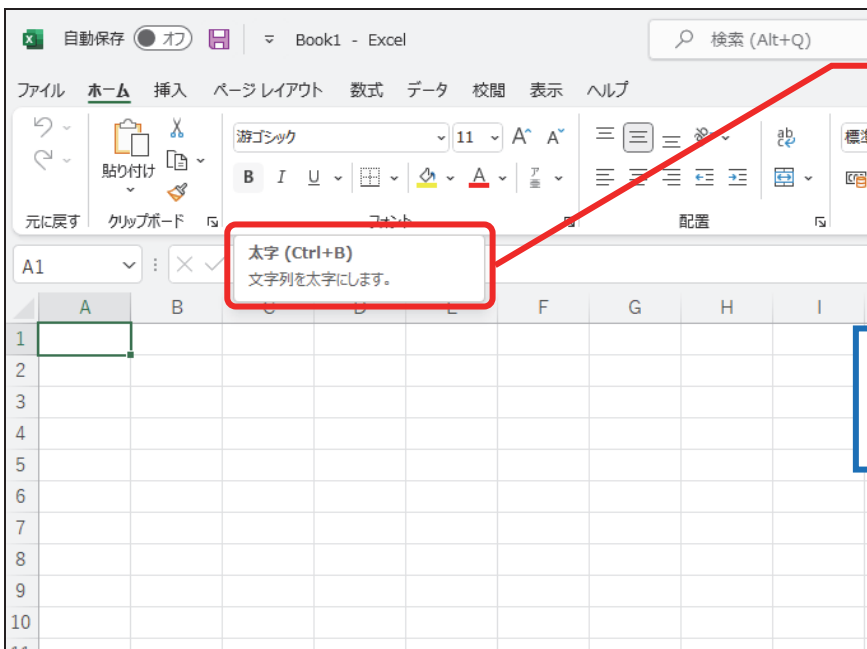 自動保存 オフ Book1 - Excel 検索 (Alt+Q)
ファイル ホーム 挿入 ページ レイアウト 数式 データ 校閲 表示 ヘルプ
貼り付け 游ゴシック 11 A A ab
B I U A ア亜
元に戻す クリップボード フォント 配置
太字 (Ctrl+B)
文字列を太字にします。
A1
A B C D E F G H I
1
2
3
4
5
6
7
8
9
10